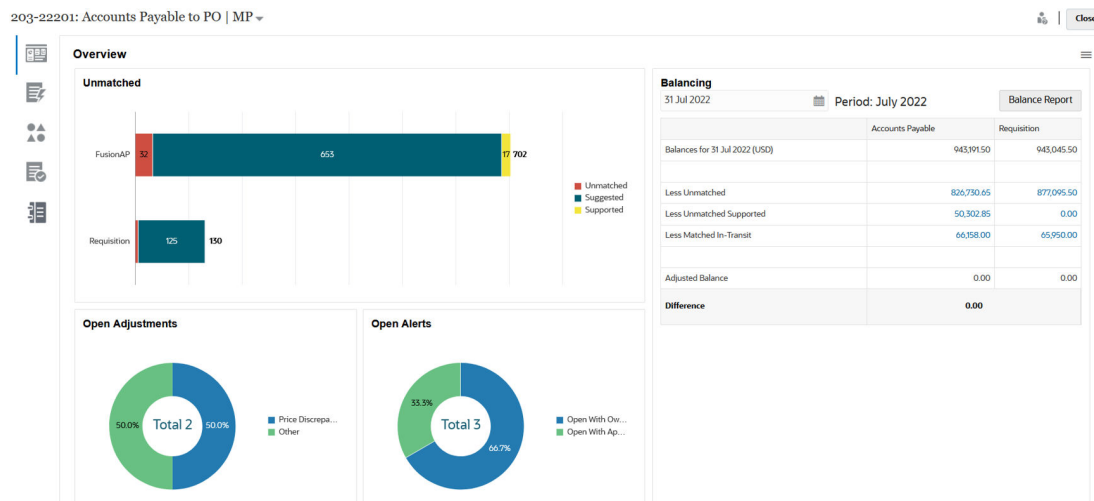 203-22201: Accounts Payable to PO | MP
Close
Overview
Unmatched
FusionAP
32
653
17
702
Requisition
125
130
Unmatched
Suggested
Supported
Open Adjustments
50.0%
Total 2
50.0%
Price Discrepa...
Other
Open Alerts
33.3%
Total 3
66.7%
Open With Ow...
Open With Ap...
Balancing
31 Jul 2022
Period: July 2022
Balance Report
Accounts Payable Requisition
Balances for 31 Jul 2022 (USD) 943,191.50 943,045.50
Less Unmatched 826,730.65 877,095.50
Less Unmatched Supported 50,302.85 0.00
Less Matched In-Transit 66,158.00 65,950.00
Adjusted Balance 0.00 0.00
Difference 0.00